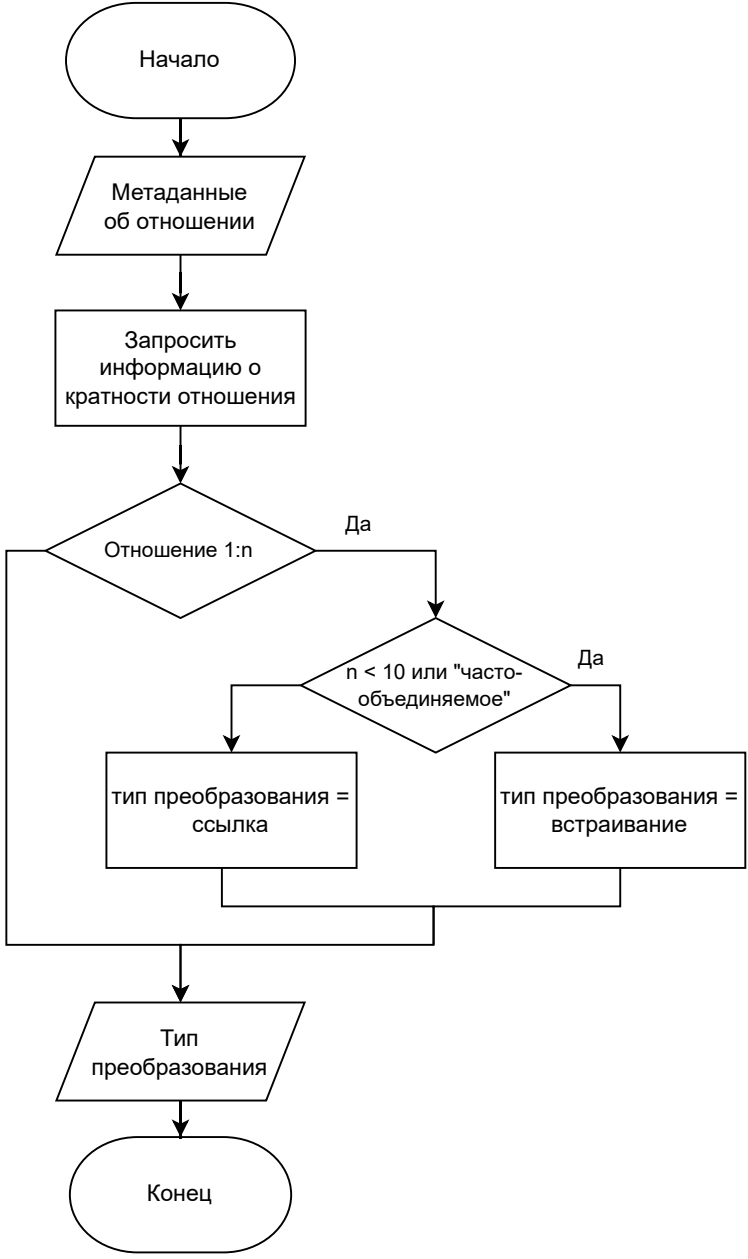 Начало
Метаданные
об отношении
Запросить
информацию о
кратности отношения
Отношение 1:n
Да
n < 10 или "часто-
объединяемое"
Да
тип преобразования =
ссылка
тип преобразования =
встраивание
Тип
преобразования
Конец